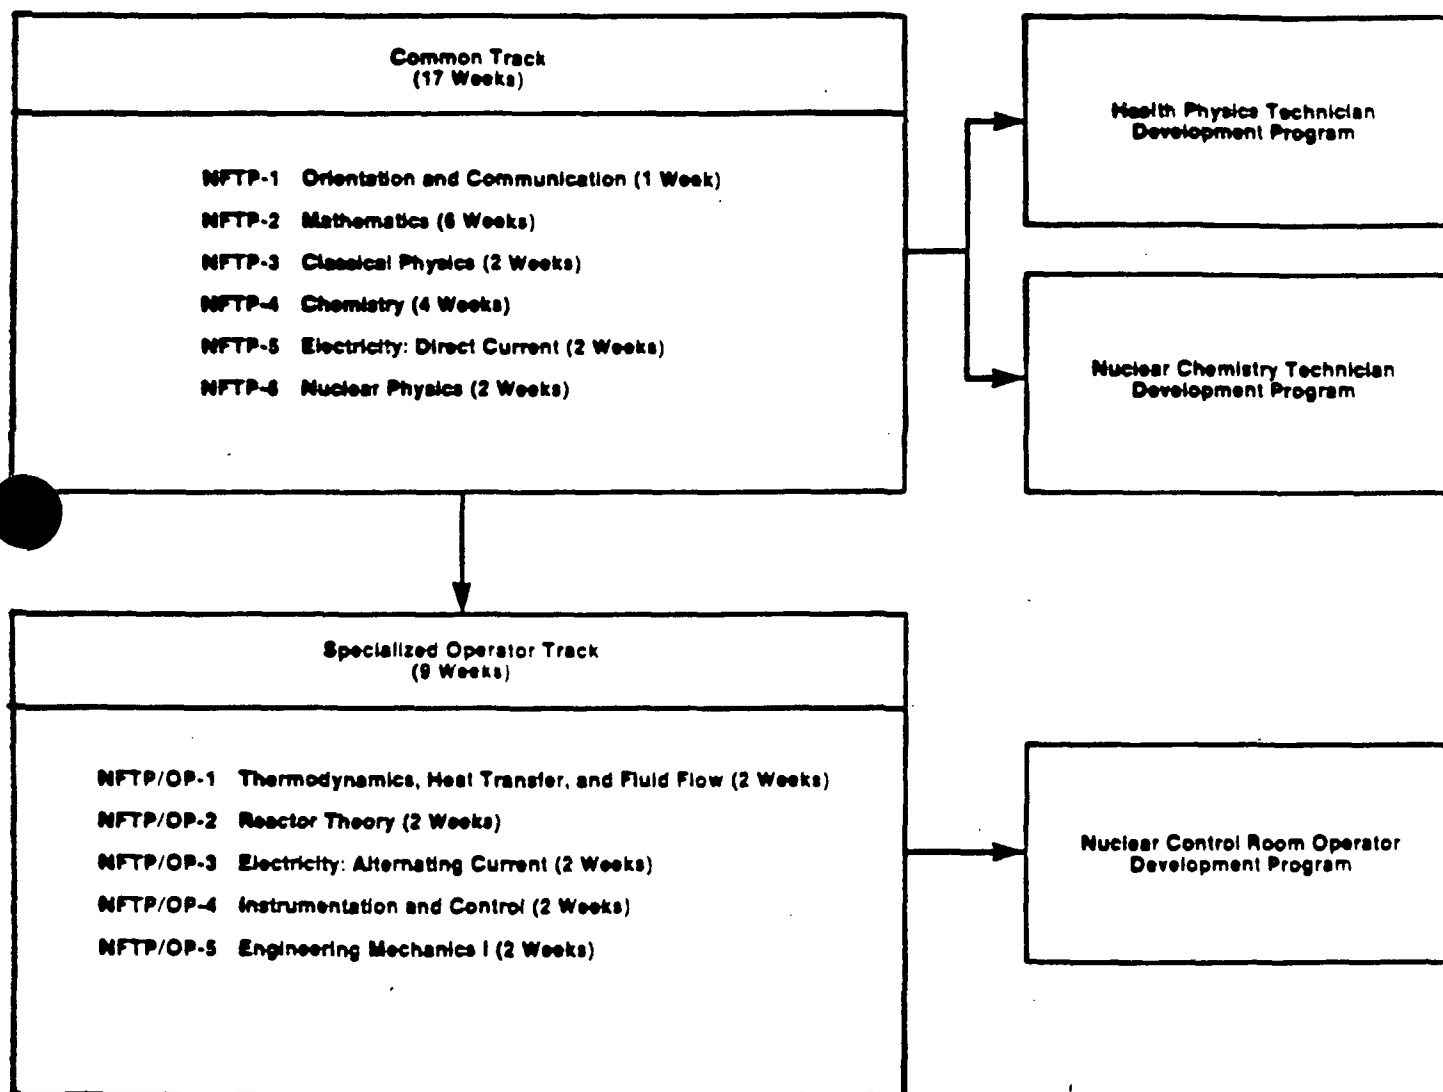 Common Track
(17 Weeks)
NFTP-1 Orientation and Communication (1 Week)
NFTP-2 Mathematics (6 Weeks)
NFTP-3 Classical Physics (2 Weeks)
NFTP-4 Chemistry (4 Weeks)
NFTP-5 Electricity: Direct Current (2 Weeks)
NFTP-6 Nuclear Physics (2 Weeks)
Health Physics Technician
Development Program
Nuclear Chemistry Technician
Development Program
Specialized Operator Track
(9 Weeks)
NFTP/OP-1 Thermodynamics, Heat Transfer, and Fluid Flow (2 Weeks)
NFTP/OP-2 Reactor Theory (2 Weeks)
NFTP/OP-3 Electricity: Alternating Current (2 Weeks)
NFTP/OP-4 Instrumentation and Control (2 Weeks)
NFTP/OP-5 Engineering Mechanics I (2 Weeks)
Nuclear Control Room Operator
Development Program